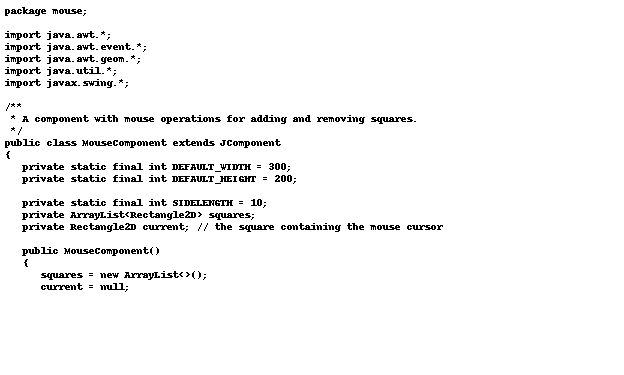 package mouse;

import java.awt.*;
import java.awt.event.*;
import java.awt.geom.*;
import java.util.*;
import javax.swing.*;

/**
 * A component with mouse operations for adding and removing squares.
 */
public class MouseComponent extends JComponent
{
   private static final int DEFAULT_WIDTH = 300;
   private static final int DEFAULT_HEIGHT = 200;

   private static final int SIDELENGTH = 10;
   private ArrayList<Rectangle2D> squares;
   private Rectangle2D current; // the square containing the mouse cursor

   public MouseComponent()
   {
      squares = new ArrayList<>();
      current = null;